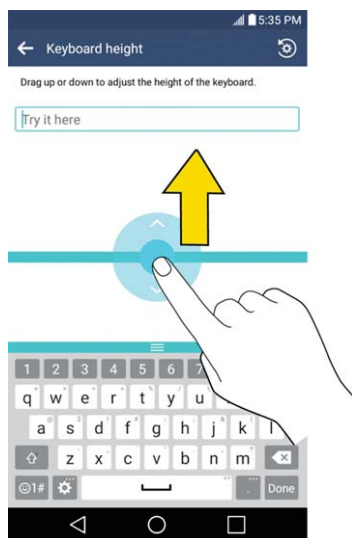 5:35 PM
Keyboard height
Drag up or down to adjust the height of the keyboard.
Try it here
1 2 3 4 5 6 7
q w e r t y u
a s d f g h j k l
z x c v b n m
1# . Done